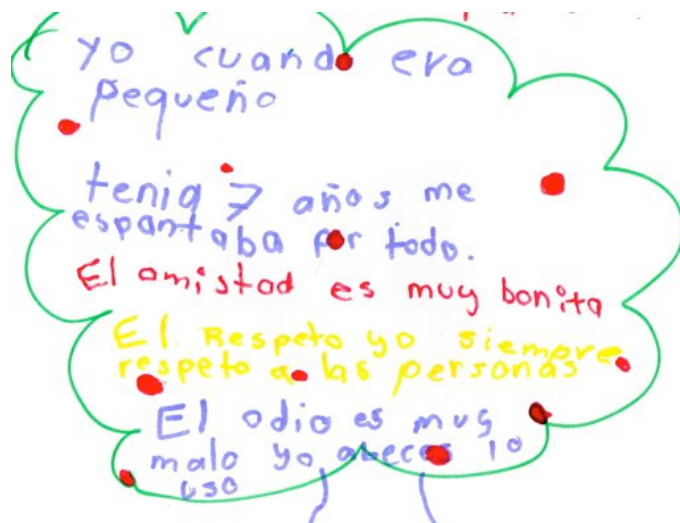 yo cuando era
pequeño
tenia 7 años me
espantaba por todo.
El amistad es muy bonita
El Respeto yo siempre
respeto a las personas
El odio es muy
malo yo aveces lo
uso